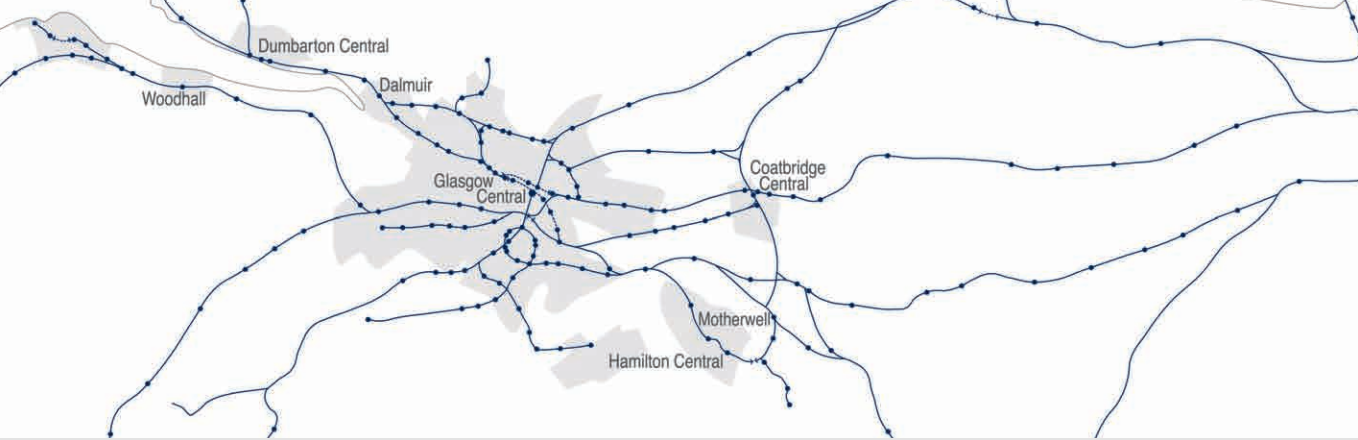 Dumbarton Central
Dalmuir
Woodhall
Coatbridge
Central
Glasgow
Central
Motherwell
Hamilton Central